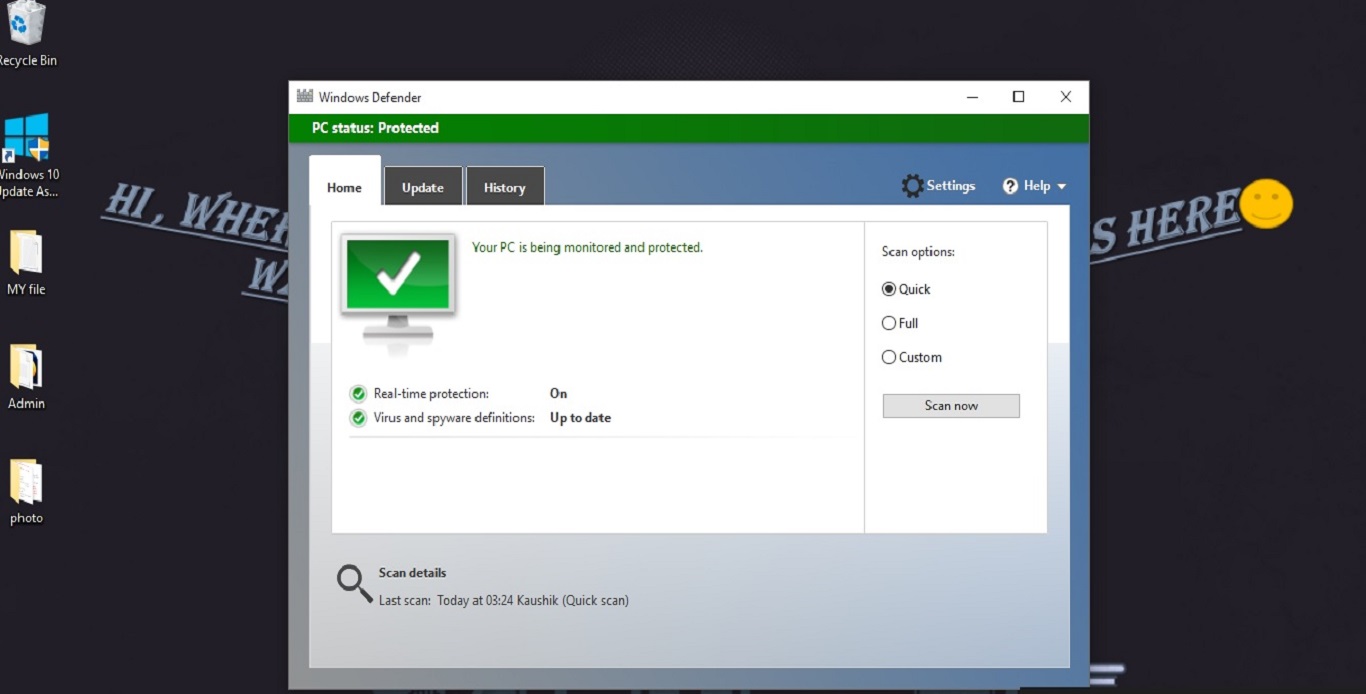 Recycle Bin
Windows 10
Update As...
MY file
Admin
photo
HI, WHE
W
S HERE
Windows Defender
PC status: Protected
Home
Update
History
Settings
Help
Your PC is being monitored and protected.
Scan options:
Quick
Full
Custom
Scan now
Real-time protection: On
Virus and spyware definitions: Up to date
Scan details
Last scan: Today at 03:24 Kaushik (Quick scan)